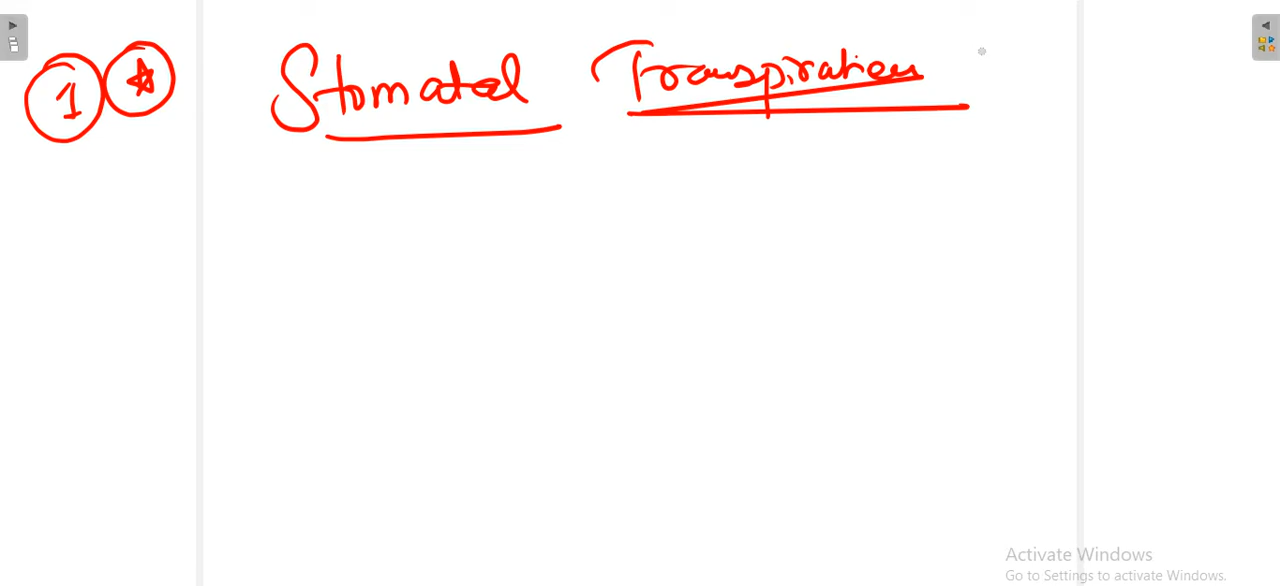 1 ☆ Stomatal Transpiration
Activate Windows
Go to Settings to activate Windows.